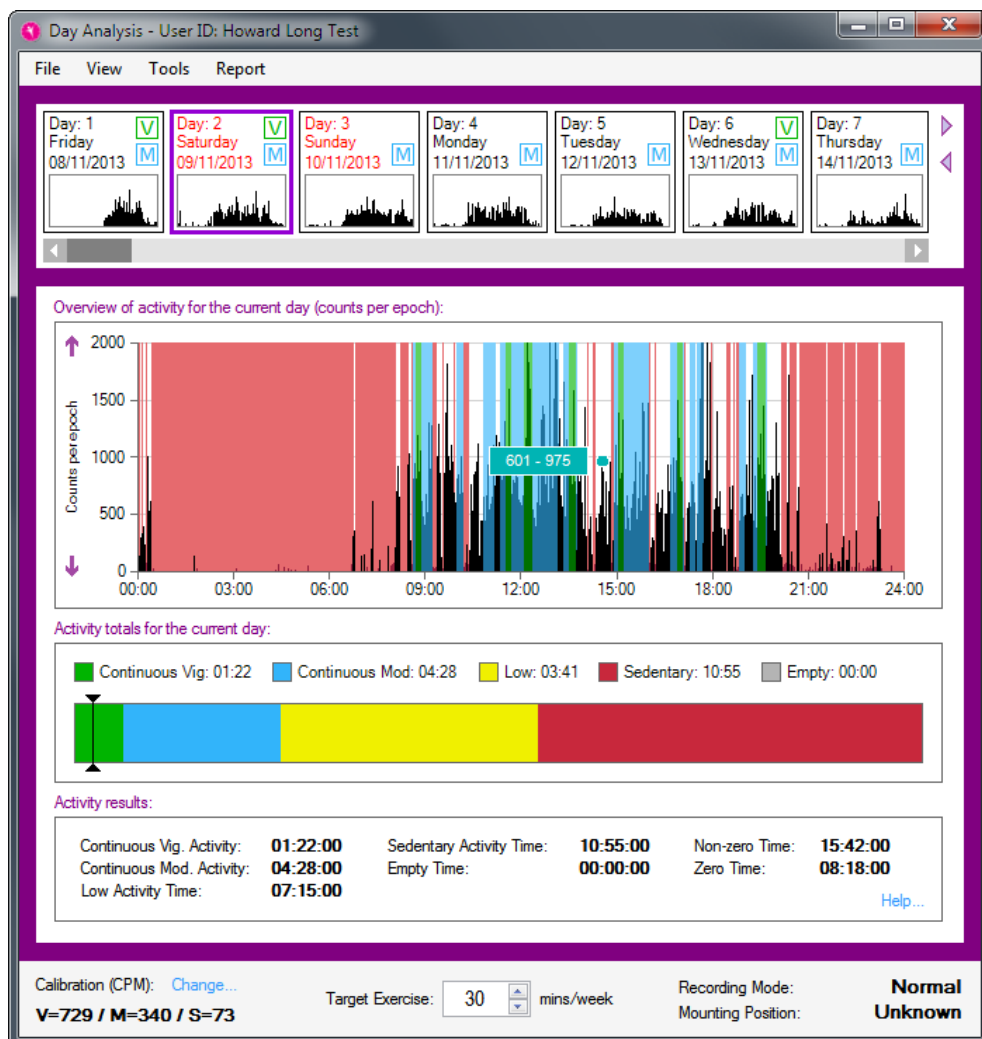 Day Analysis - User ID: Howard Long Test
File View Tools Report
Day: 1 V
Friday
08/11/2013 M
Day: 2 V
Saturday
09/11/2013 M
Day: 3
Sunday
10/11/2013 M
Day: 4
Monday
11/11/2013 M
Day: 5
Tuesday
12/11/2013 M
Day: 6 V
Wednesday
13/11/2013 M
Day: 7
Thursday
14/11/2013 M
Overview of activity for the current day (counts per epoch):
Counts per epoch
2000
1500
1000
500
0
601 - 975
00:00 03:00 06:00 09:00 12:00 15:00 18:00 21:00 24:00
Activity totals for the current day:
Continuous Vig: 01:22 Continuous Mod: 04:28 Low: 03:41 Sedentary: 10:55 Empty: 00:00
Activity results:
Continuous Vig. Activity: 01:22:00 Sedentary Activity Time: 10:55:00 Non-zero Time: 15:42:00
Continuous Mod. Activity: 04:28:00 Empty Time: 00:00:00 Zero Time: 08:18:00
Low Activity Time: 07:15:00
Help...
Calibration (CPM): Change...
V=729 / M=340 / S=73
Target Exercise: 30 mins/week
Recording Mode: Normal
Mounting Position: Unknown